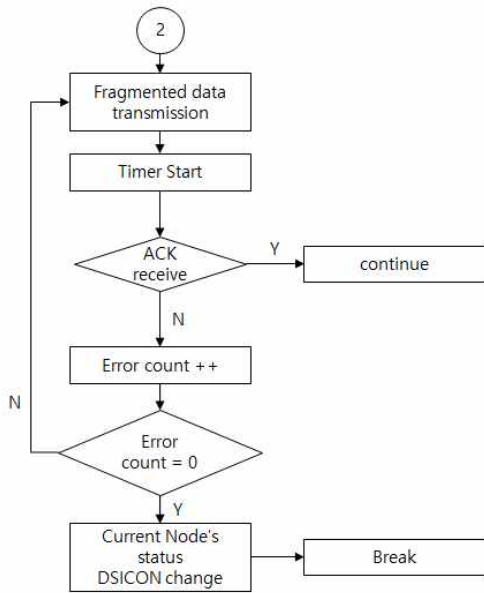 2
Fragmented data
transmission
Timer Start
ACK
receive
Y
continue
N
Error count ++
N
Error
count = 0
Y
Current Node's
status
DSICON change
Break